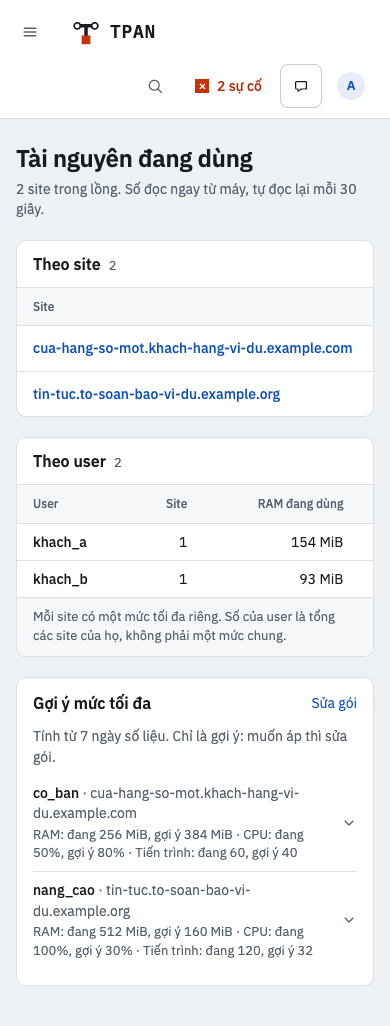 TPAN
2 sự cố
A
Tài nguyên đang dùng
2 site trong lồng. Số đọc ngay từ máy, tự đọc lại mỗi 30
giây.
Theo site 2
Site
cua-hang-so-mot.khach-hang-vi-du.example.com
tin-tuc.to-soan-bao-vi-du.example.org
Theo user 2
User Site RAM đang dùng
khach_a 1 154 MiB
khach_b 1 93 MiB
Mỗi site có một mức tối đa riêng. Số của user là tổng
các site của họ, không phải một mức chung.
Gợi ý mức tối đa Sửa gói
Tính từ 7 ngày số liệu. Chỉ là gợi ý: muốn áp thì sửa
gói.
co_ban · cua-hang-so-mot.khach-hang-vi-
du.example.com
RAM: đang 256 MiB, gợi ý 384 MiB · CPU: đang
50%, gợi ý 80% · Tiến trình: đang 60, gợi ý 40
nang_cao · tin-tuc.to-soan-bao-vi-
du.example.org
RAM: đang 512 MiB, gợi ý 160 MiB · CPU: đang
100%, gợi ý 30% · Tiến trình: đang 120, gợi ý 32